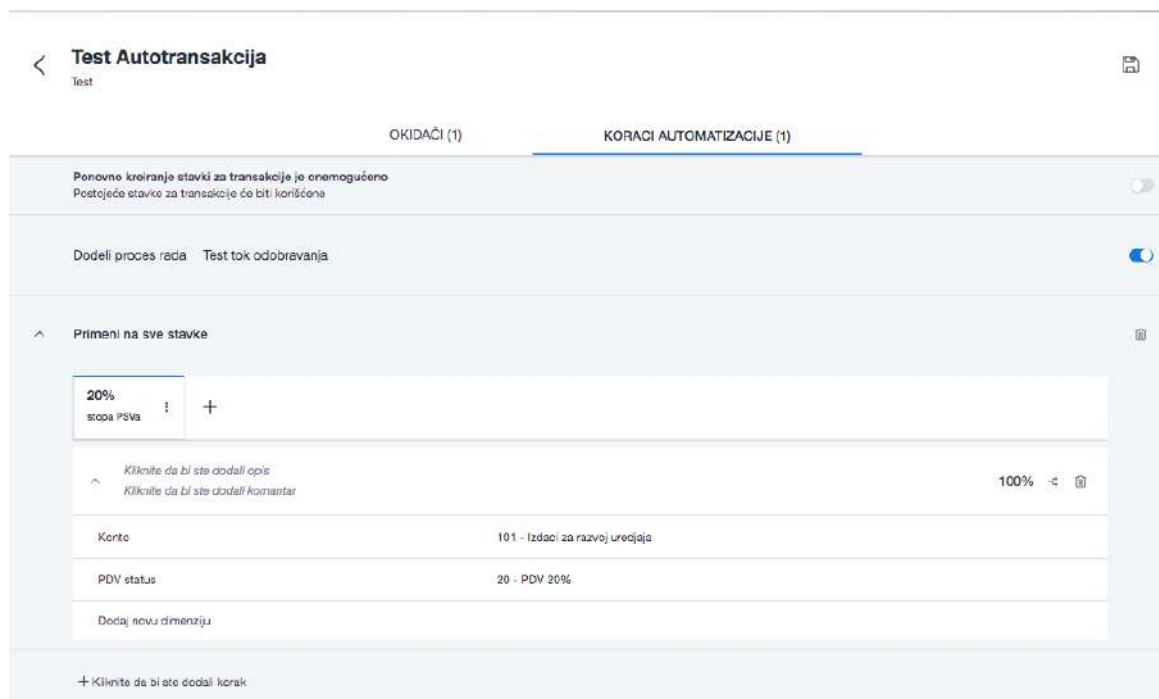 Test Autotransakcija
Test
OKIDAČI (1)
KORACI AUTOMATIZACIJE (1)
Ponovno kreiranje stavki za transakcije je onemogućeno
Postojeće stavke za transakcije će biti korišćene
Dodeli proces rada Test tok odobravanja
Primeni na sve stavke
20%
stopa PSVa
Kliknite da bi ste dodali opis
Kliknite da bi ste dodali komantar
100%
Konto 101 - Izdaci za razvoj uredjaja
PDV status 20 - PDV 20%
Dodaj novu dimenziju
+ Kliknite da bi ste dodali korak